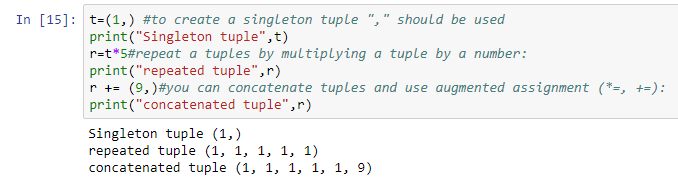 In [15]: t=(1,) #to create a singleton tuple "," should be used
print("Singleton tuple",t)
r=t*5#repeat a tuples by multiplying a tuple by a number:
print("repeated tuple",r)
r += (9,)#you can concatenate tuples and use augmented assignment (*=, +=):
print("concatenated tuple",r)
Singleton tuple (1,)
repeated tuple (1, 1, 1, 1, 1)
concatenated tuple (1, 1, 1, 1, 1, 9)